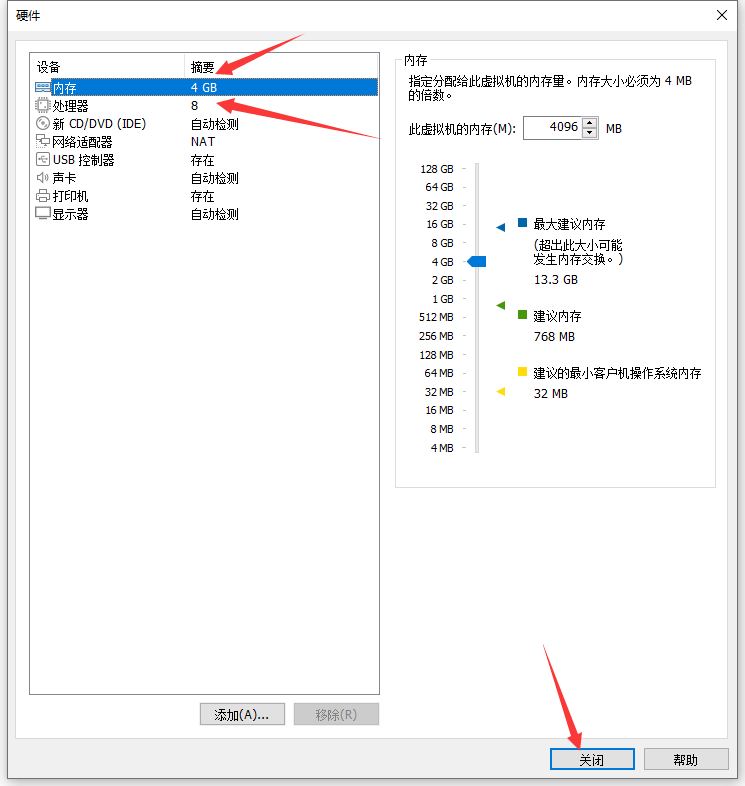 硬件
设备 摘要
内存 4 GB
处理器 8
新 CD/DVD (IDE) 自动检测
网络适配器 NAT
USB 控制器 存在
声卡 自动检测
打印机 存在
显示器 自动检测
添加(A)...
移除(R)
内存
指定分配给此虚拟机的内存量。内存大小必须为 4 MB
的倍数。
此虚拟机的内存(M): 4096 MB
128 GB
64 GB
32 GB
16 GB
8 GB
4 GB
2 GB
1 GB
512 MB
256 MB
128 MB
64 MB
32 MB
16 MB
8 MB
4 MB
最大建议内存
(超出此大小可能
发生内存交换。)
13.3 GB
建议内存
768 MB
建议的最小客户机操作系统内存
32 MB
关闭
帮助